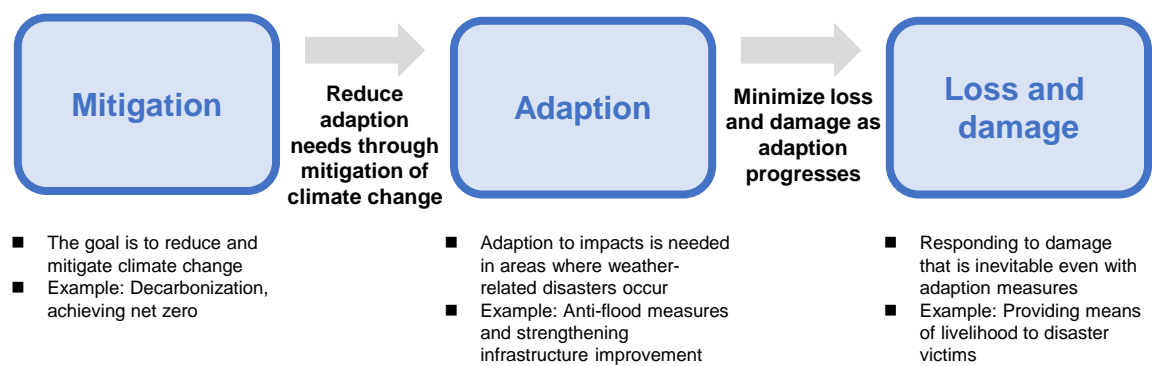 Mitigation
Reduce
adaption
needs through
mitigation of
climate change
Adaption
Minimize loss
and damage as
adaption
progresses
Loss and
damage
■ The goal is to reduce and
mitigate climate change
■ Example: Decarbonization,
achieving net zero
■ Adaption to impacts is needed
in areas where weather-
related disasters occur
■ Example: Anti-flood measures
and strengthening
infrastructure improvement
■ Responding to damage
that is inevitable even with
adaption measures
■ Example: Providing means
of livelihood to disaster
victims